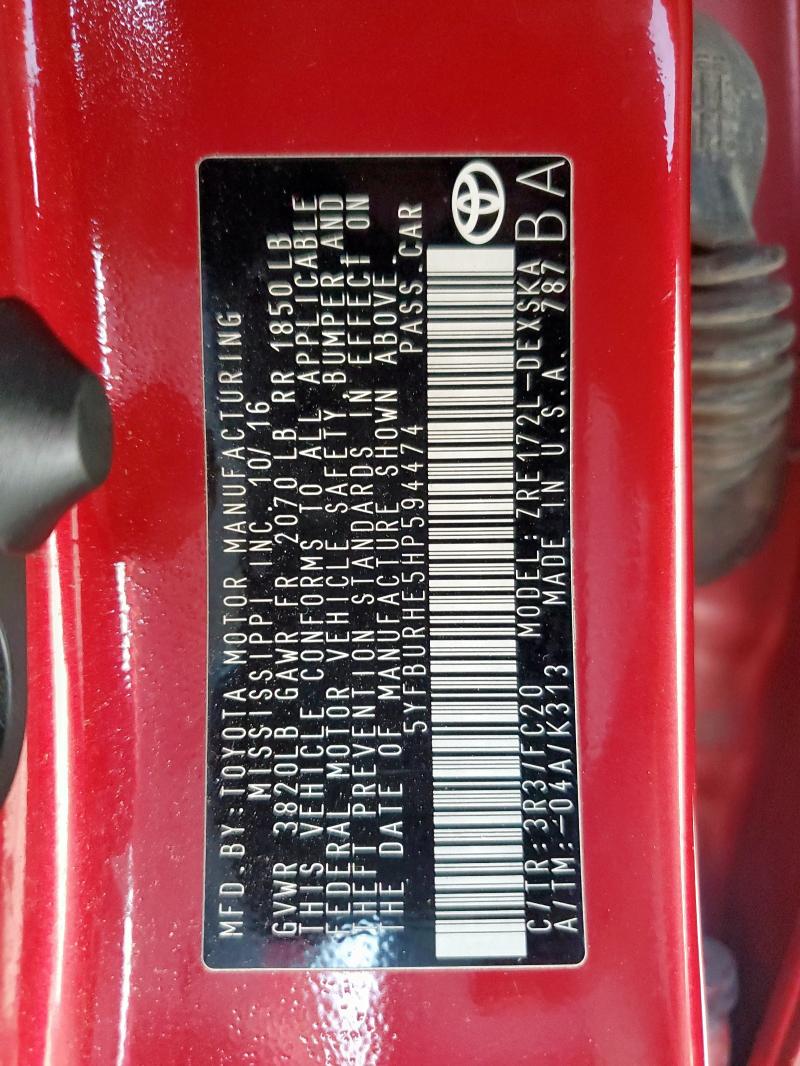 MFD.BY:TOYOTA MOTOR MANUFACTURING
MISSISSIPPI INC. 10/16
GVWR 3820LB GAWR FR 2070 LB RR 1850 LB
THIS VEHICLE CONFORMS TO ALL APPLICABLE
FEDERAL MOTOR VEHICLE SAFETY, BUMPER AND
THEFT PREVENTION STANDARDS IN EFFECT ON
THE DATE OF MANUFACTURE SHOWN ABOVE.
5YFBURHE5HP594474 PASS.CAR
C/TR:3R3/FC20 MODEL:ZRE172L-DEXSKA
A/TM:-04A/K313 MADE IN U.S.A. 787 BA